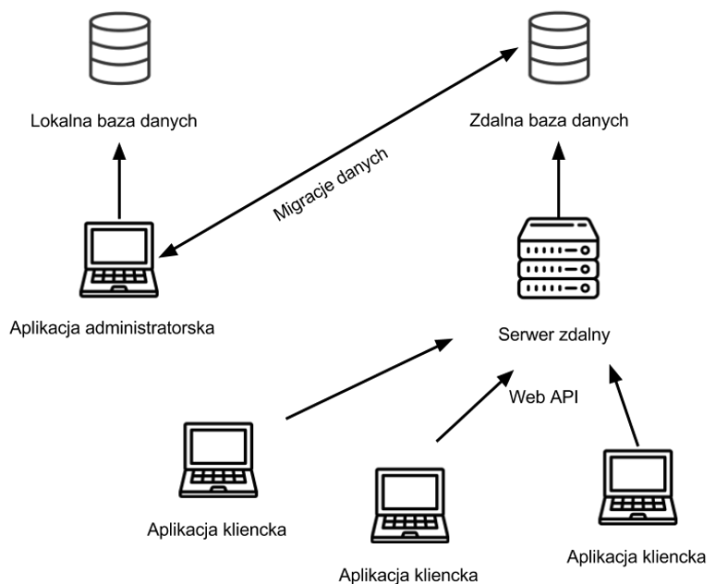 Lokalna baza danych
Zdalna baza danych
Migracje danych
Aplikacja administratorska
Serwer zdalny
Web API
Aplikacja kliencka
Aplikacja kliencka
Aplikacja kliencka